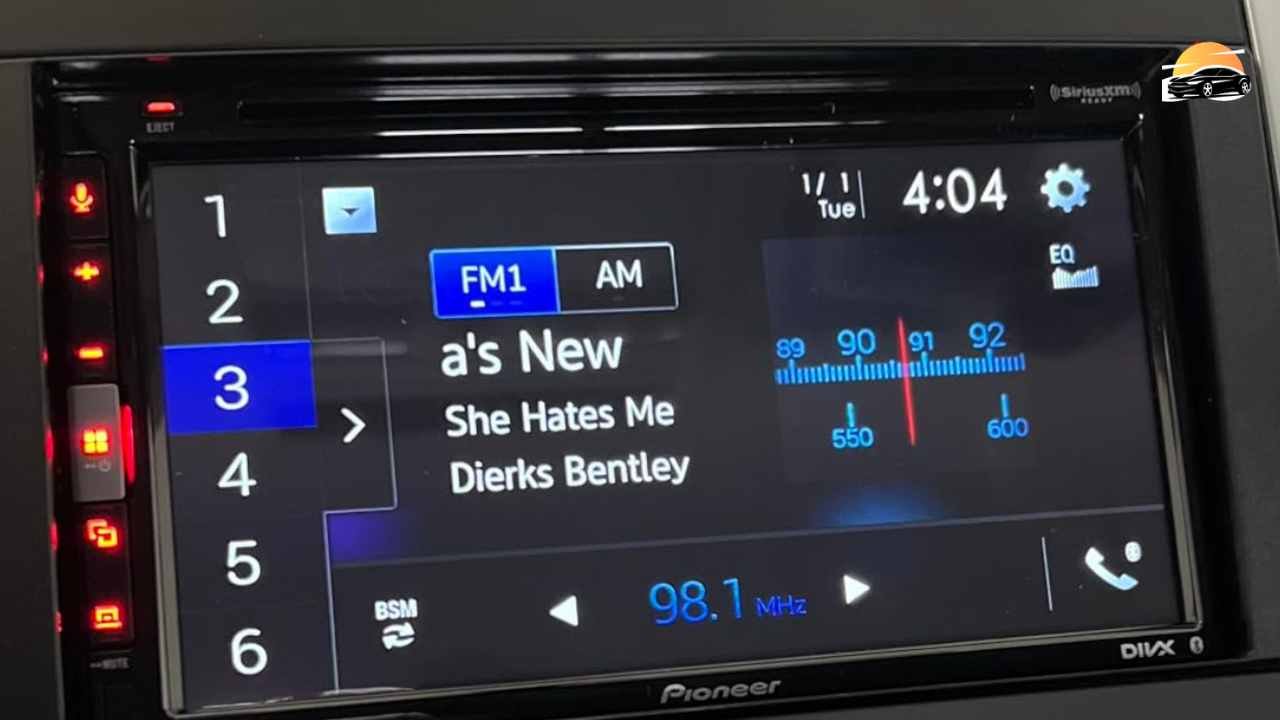 EJECT
((SiriusXM))
READY
1/ 1
Tue
4:04
1
2
3
4
5
6
FM1
AM
EQ
a's New
She Hates Me
Dierks Bentley
89 90 91 92
550 600
BSM
98.1 MHz
MUTE
Pioneer
DIVX